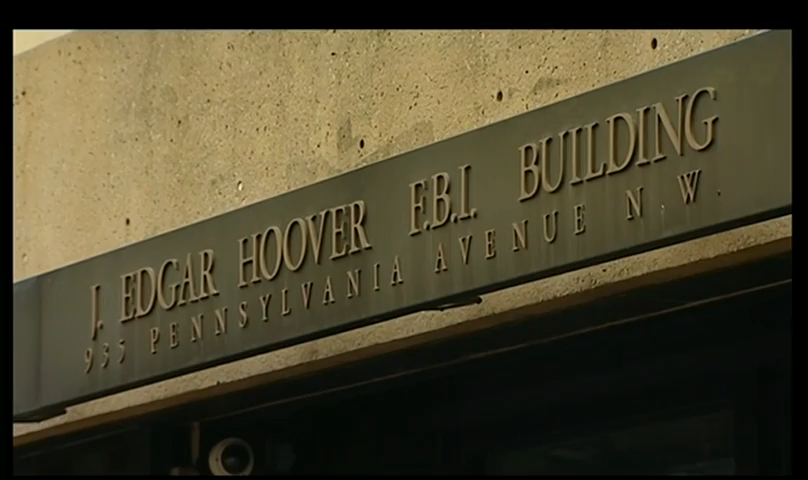 J. EDGAR HOOVER F.B.I. BUILDING
935 PENNSYLVANIA AVENUE N.W.